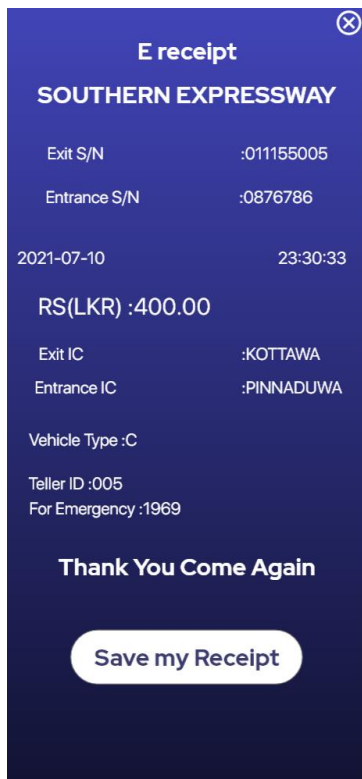 E receipt
SOUTHERN EXPRESSWAY
Exit S/N :011155005
Entrance S/N :0876786
2021-07-10 23:30:33
RS(LKR) :400.00
Exit IC :KOTTAWA
Entrance IC :PINNADUWA
Vehicle Type :C
Teller ID :005
For Emergency :1969
Thank You Come Again
Save my Receipt